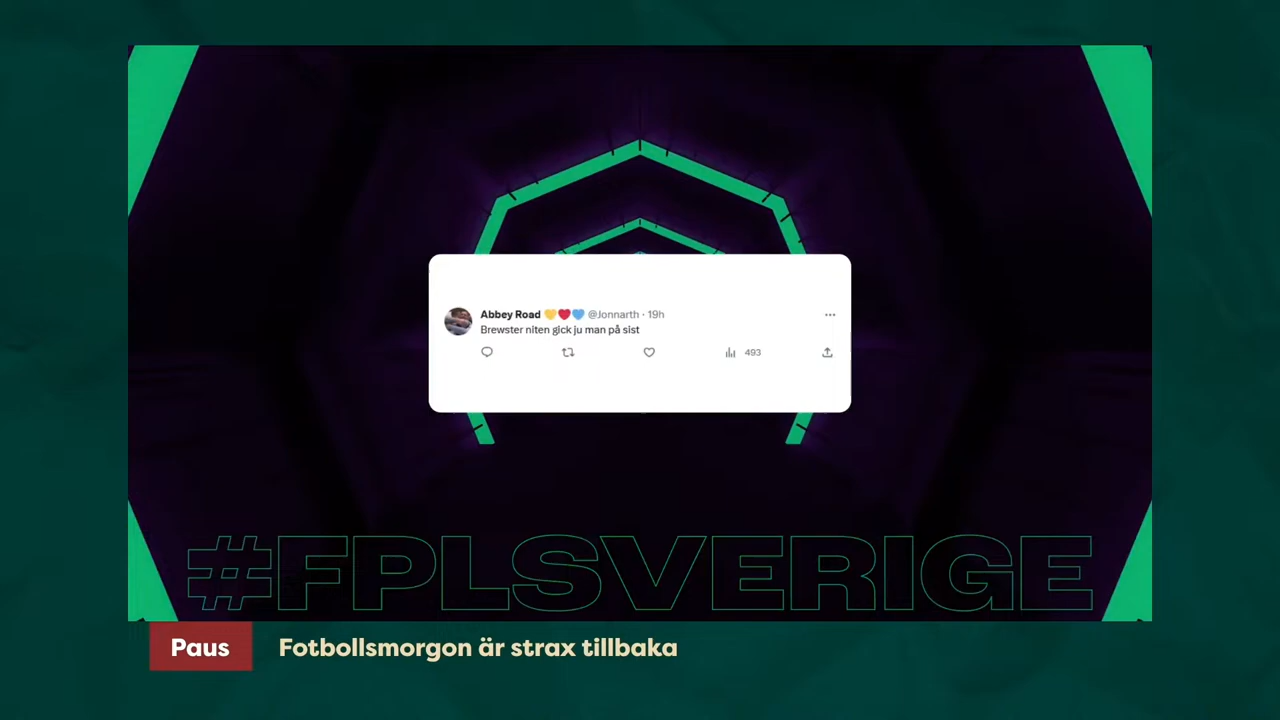 Abbey Road 💛❤️💙 @Jonnarth · 19h
Brewster niten gick ju man på sist
493
#FPLSVERIGE
Paus Fotbollsmorgon är strax tillbaka